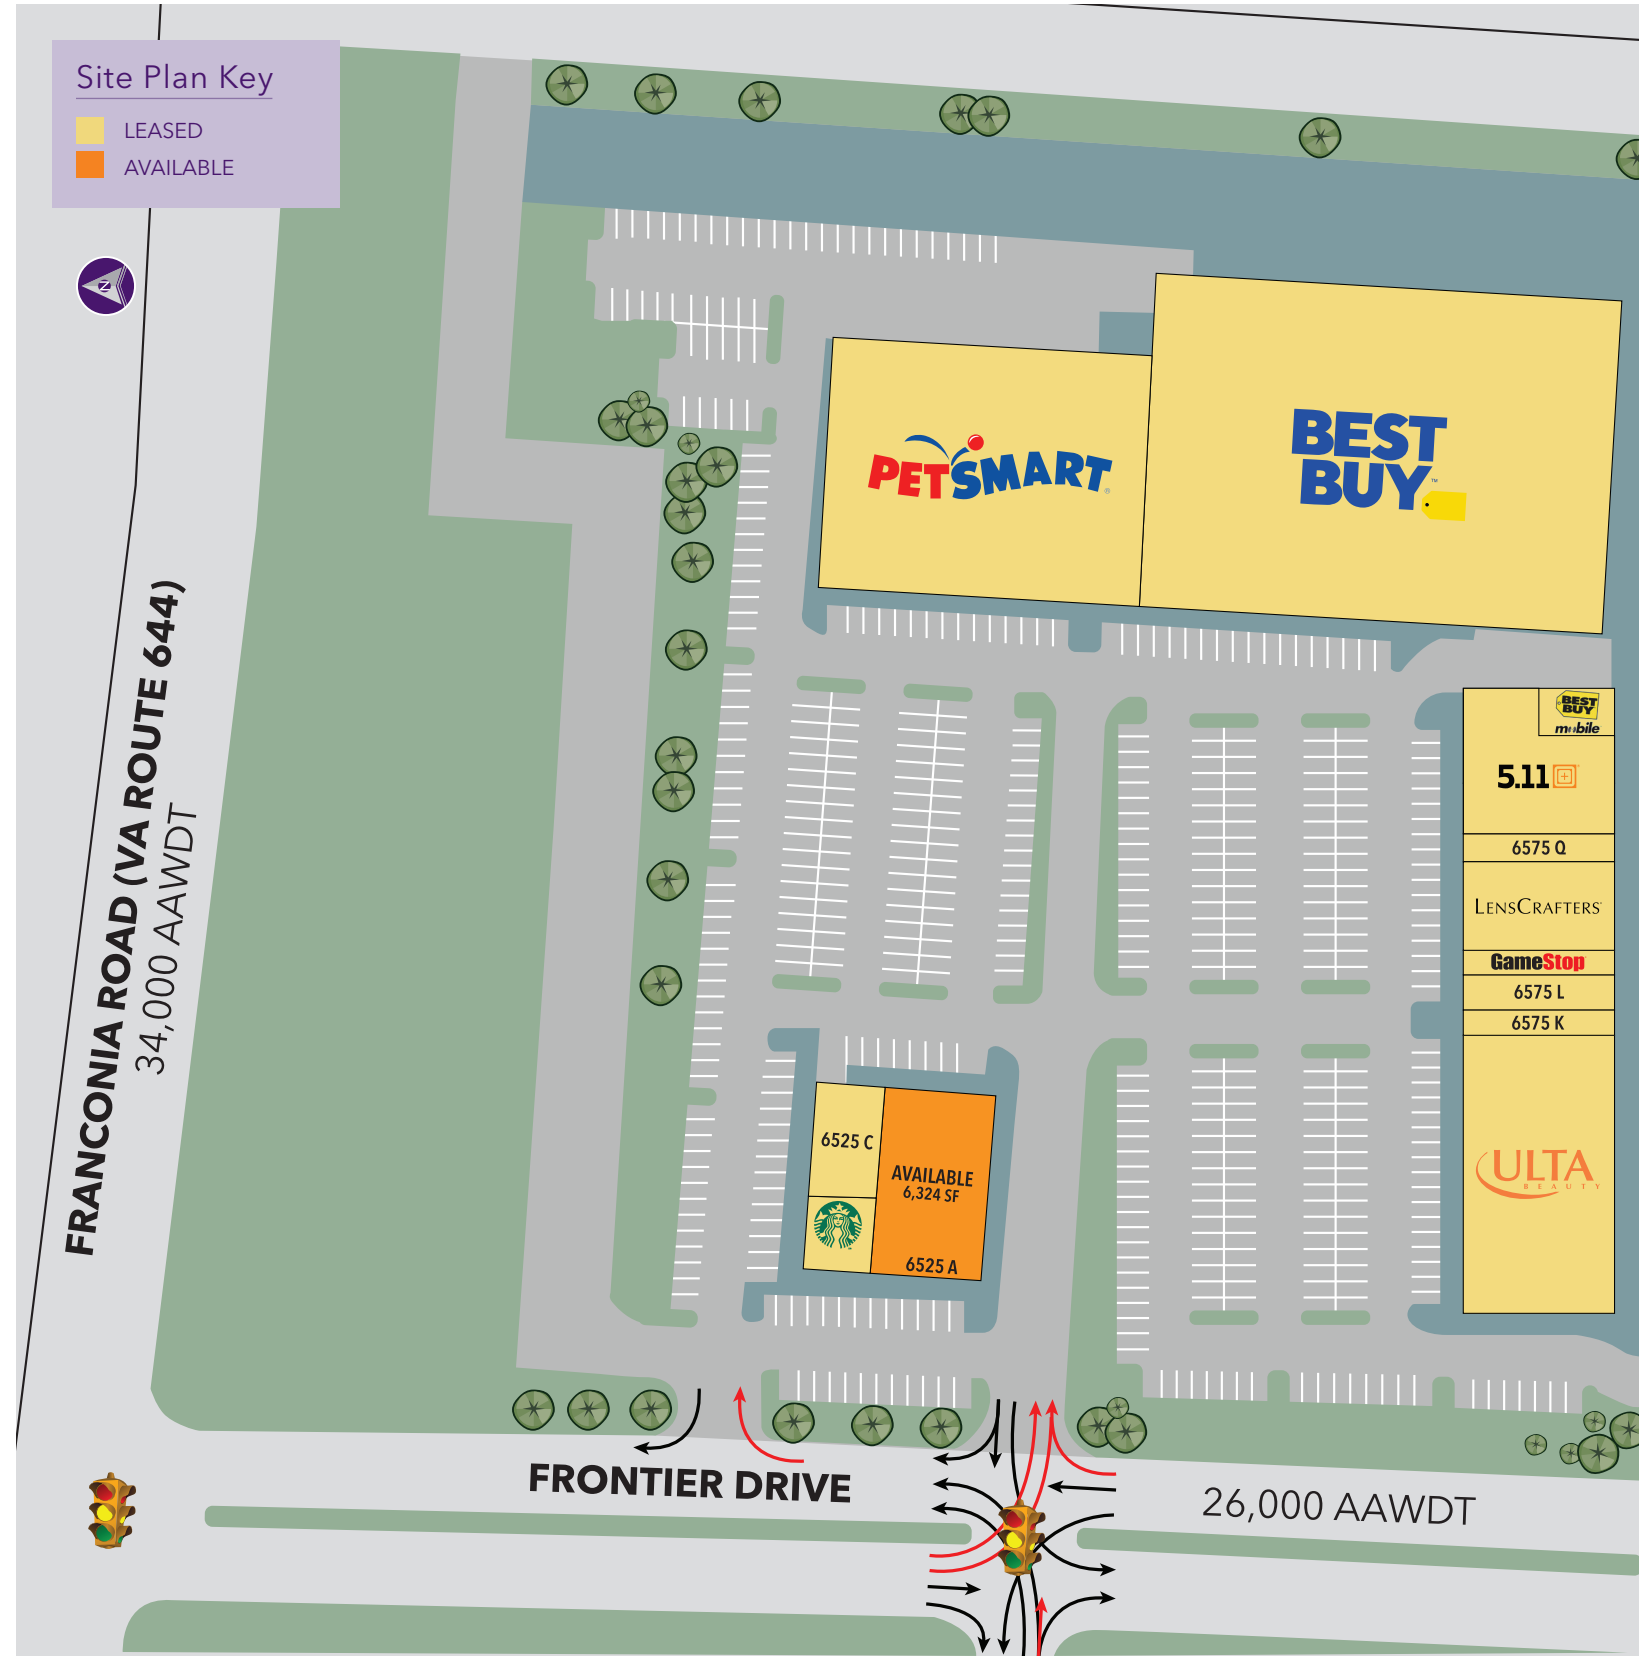 Site Plan Key
LEASED
AVAILABLE
N
FRANCONIA ROAD (VA ROUTE 644)
34,000 AAWDT
PETSMART
BEST
BUY™
BEST
BUY
mobile
5.11
6575 Q
LENSCRAFTERS
GameStop
6575 L
6575 K
ULTA
BEAUTY
6525 C
AVAILABLE
6,324 SF
6525 A
FRONTIER DRIVE
26,000 AAWDT